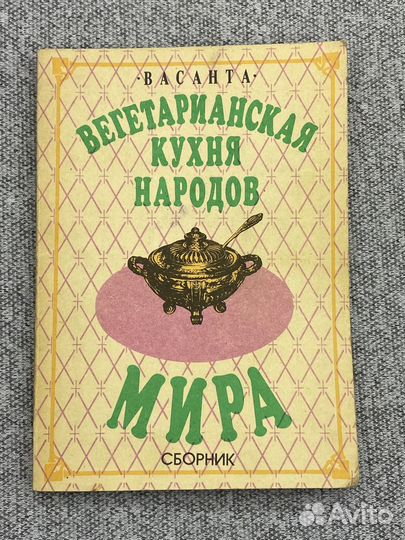 ·ВАСАНТА·
ВЕГЕТАРИАНСКАЯ
КУХНЯ
НАРОДОВ
МИРА
СБОРНИК
Avito